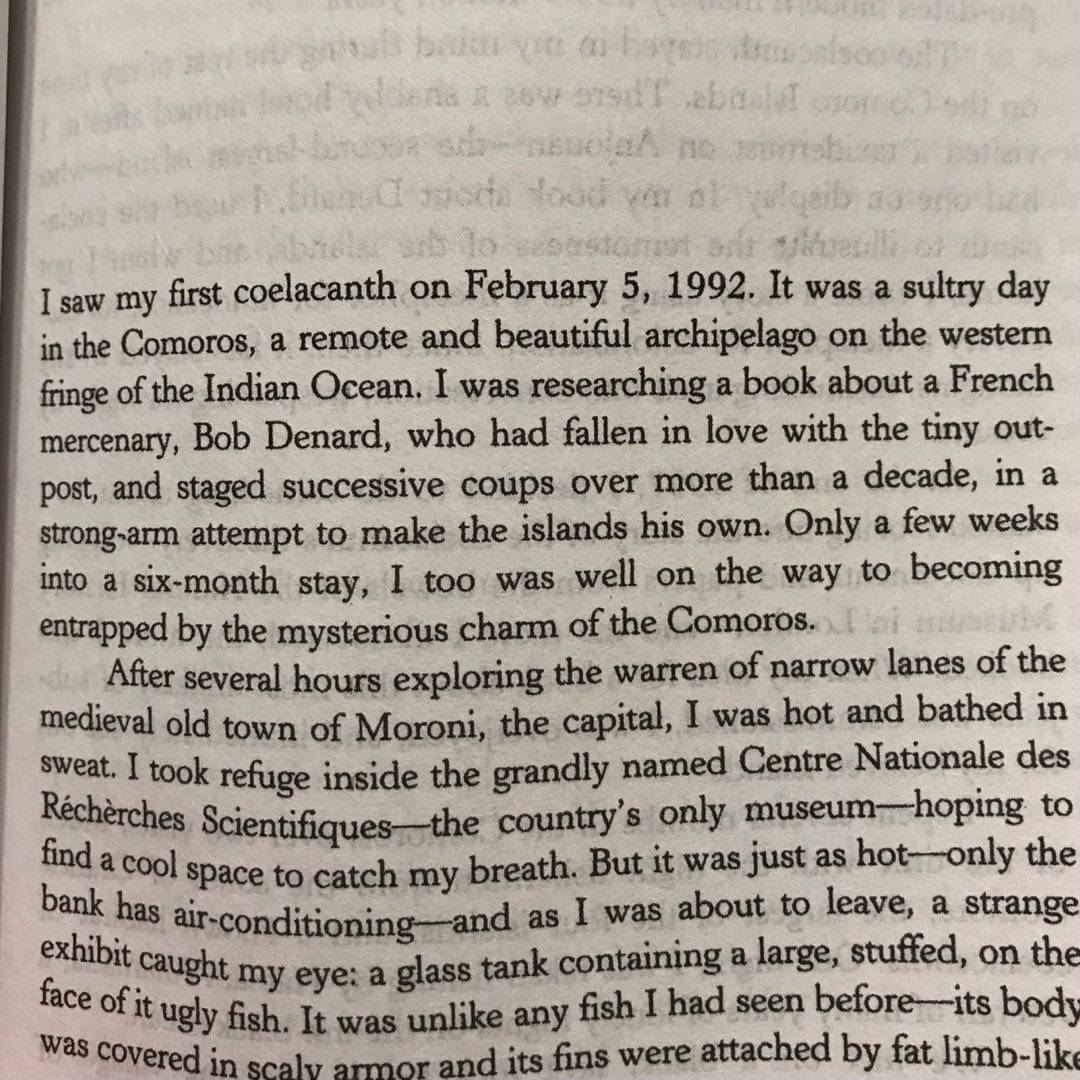 I saw my first coelacanth on February 5, 1992. It was a sultry day
in the Comoros, a remote and beautiful archipelago on the western
fringe of the Indian Ocean. I was researching a book about a French
mercenary, Bob Denard, who had fallen in love with the tiny out-
post, and staged successive coups over more than a decade, in a
strong-arm attempt to make the islands his own. Only a few weeks
into a six-month stay, I too was well on the way to becoming
entrapped by the mysterious charm of the Comoros.
After several hours exploring the warren of narrow lanes of the
medieval old town of Moroni, the capital, I was hot and bathed in
sweat. I took refuge inside the grandly named Centre Nationale des
Réchèrches Scientifiques—the country's only museum—hoping to
find a cool space to catch my breath. But it was just as hot—only the
bank has air-conditioning—and as I was about to leave, a strange
exhibit caught my eye: a glass tank containing a large, stuffed, on the
face of it ugly fish. It was unlike any fish I had seen before—its body
was covered in scaly armor and its fins were attached by fat limb-like